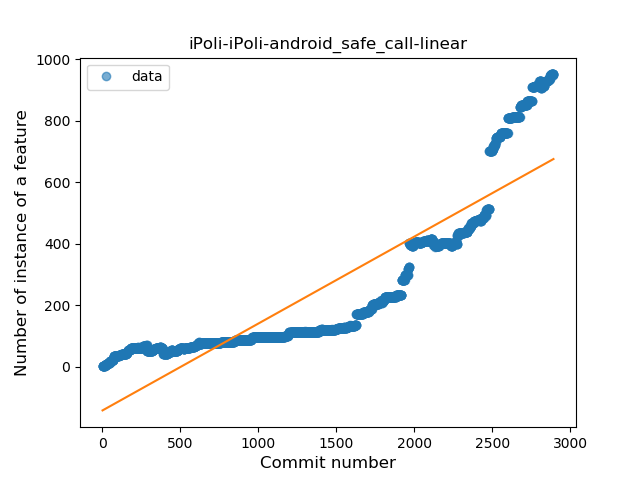 iPoli-iPoli-android_safe_call-linear
data
Number of instance of a feature
1000
800
600
400
200
0
0 500 1000 1500 2000 2500 3000
Commit number